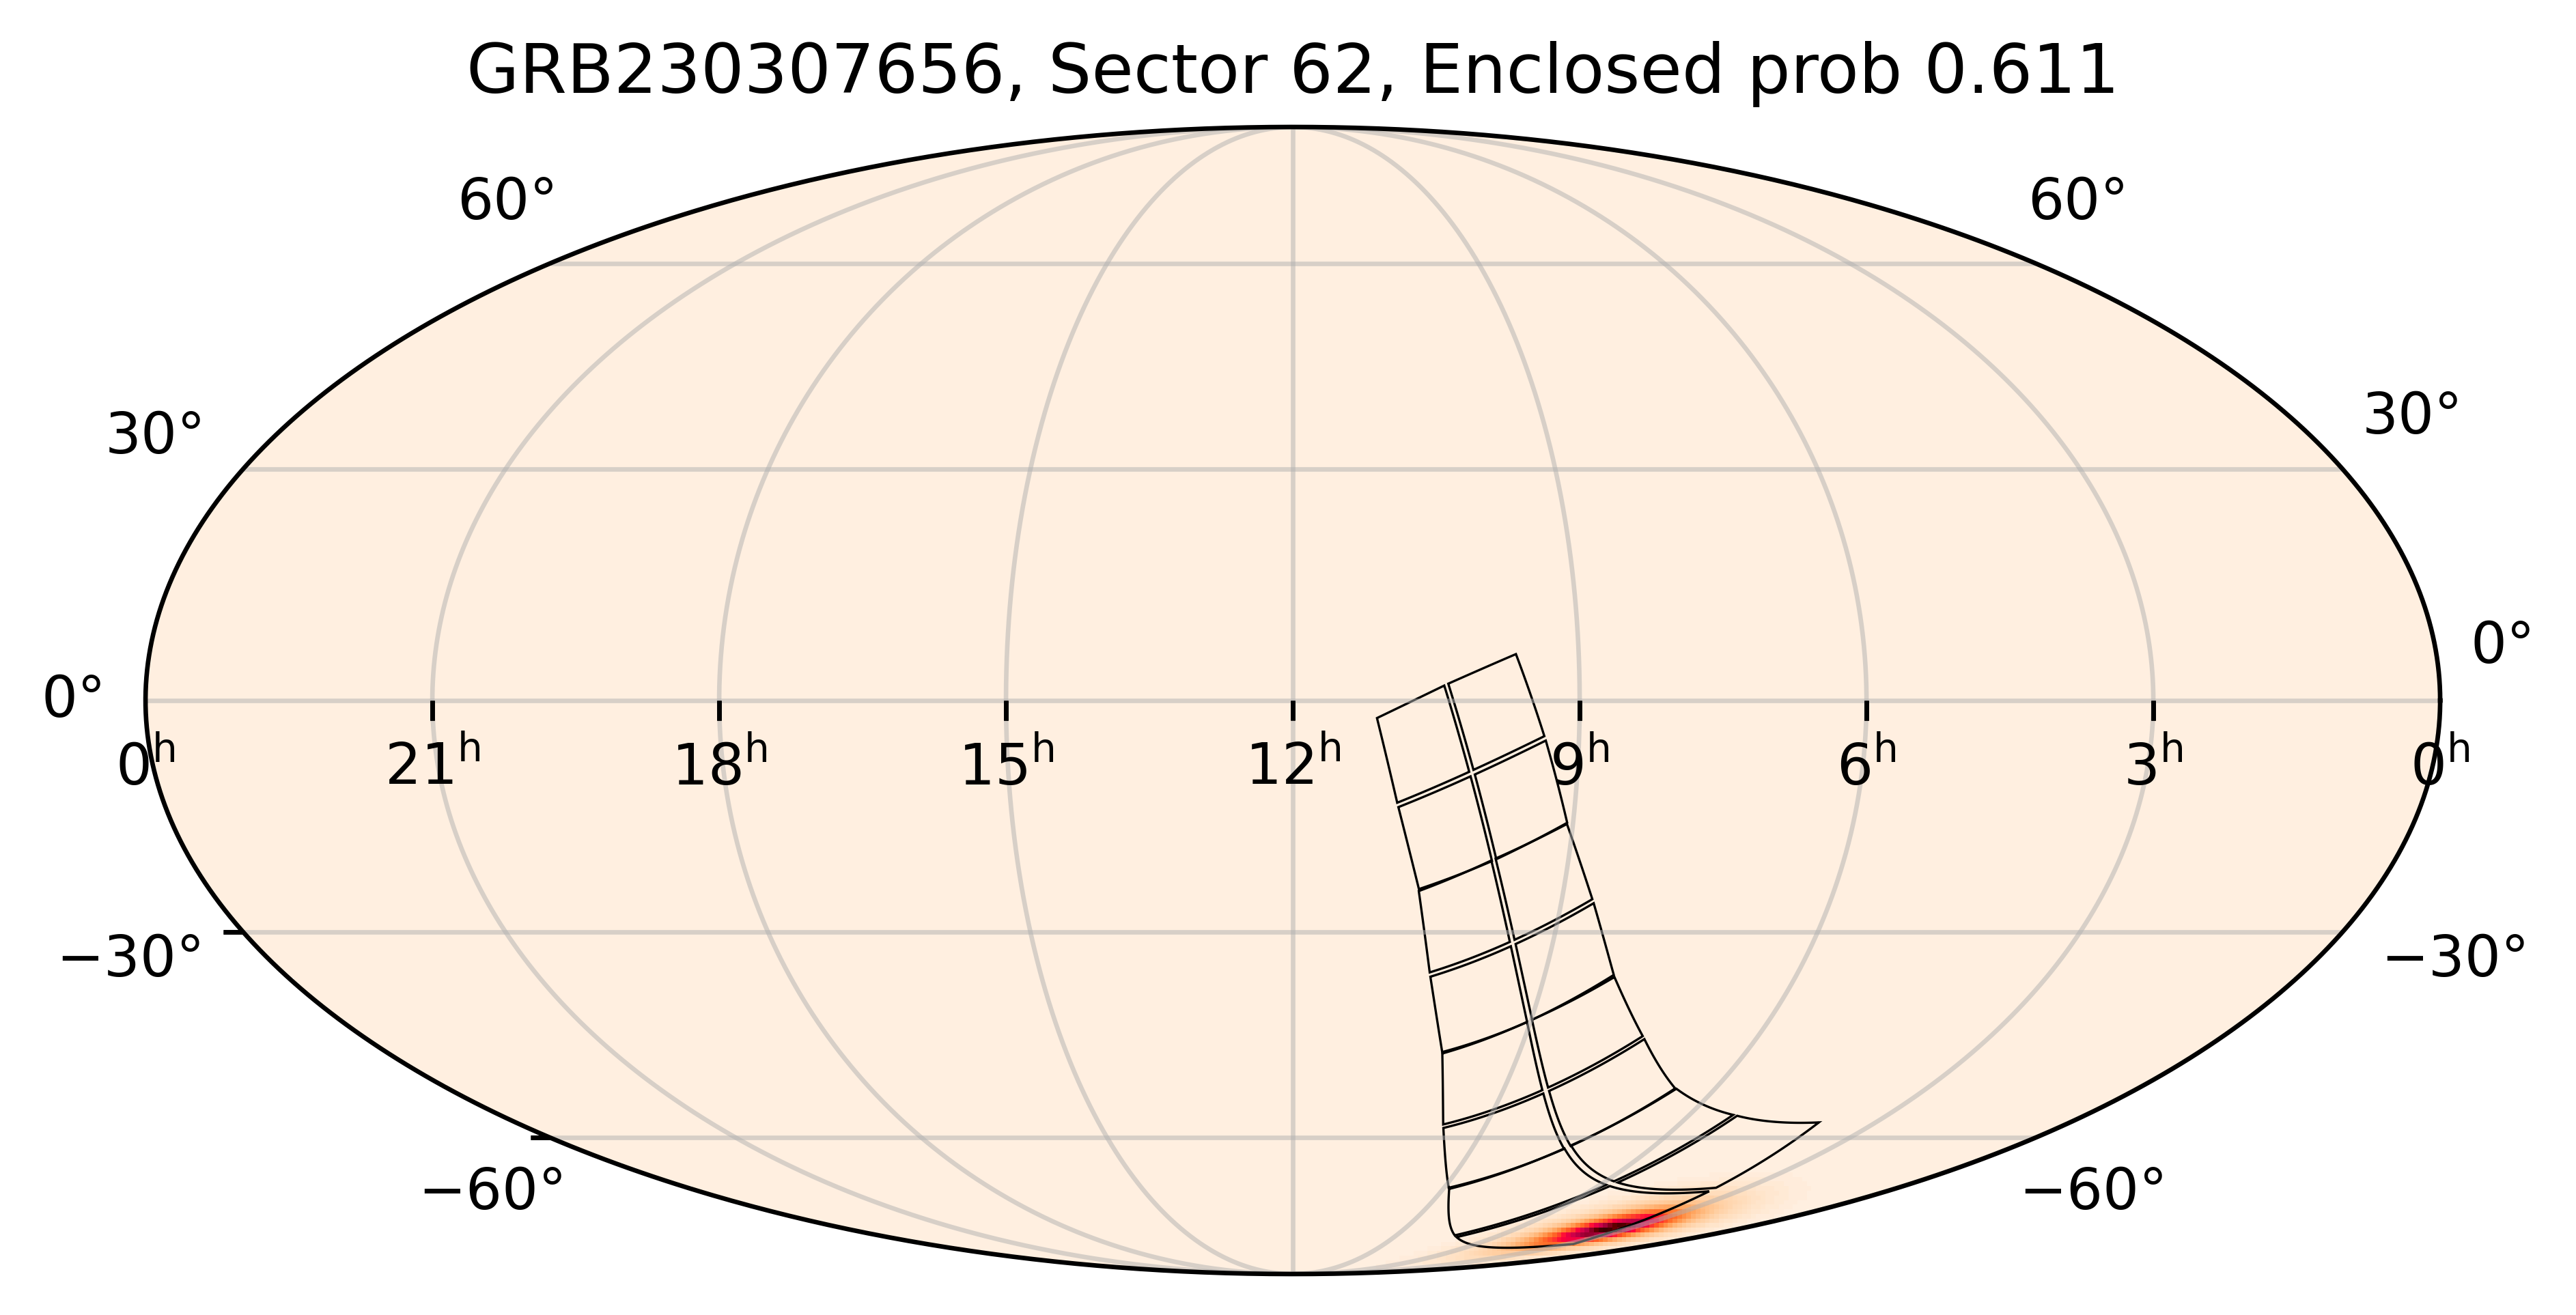 GRB230307656, Sector 62, Enclosed prob 0.611
60° 60°
30° 30°
0° 0°
0ʰ 21ʰ 18ʰ 15ʰ 12ʰ 9ʰ 6ʰ 3ʰ 0ʰ
−30° −30°
−60° −60°